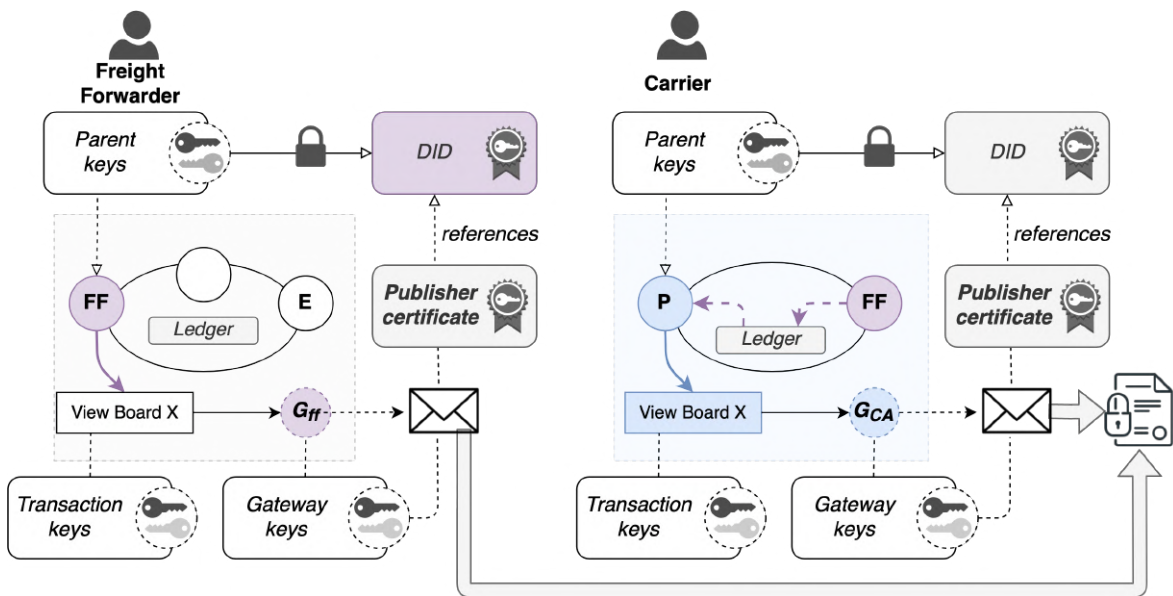 Freight
Forwarder
Parent
keys
DID
references
FF
E
Ledger
Publisher
certificate
View Board X
Gff
Transaction
keys
Gateway
keys
Carrier
Parent
keys
DID
references
P
FF
Ledger
Publisher
certificate
View Board X
GCA
Transaction
keys
Gateway
keys